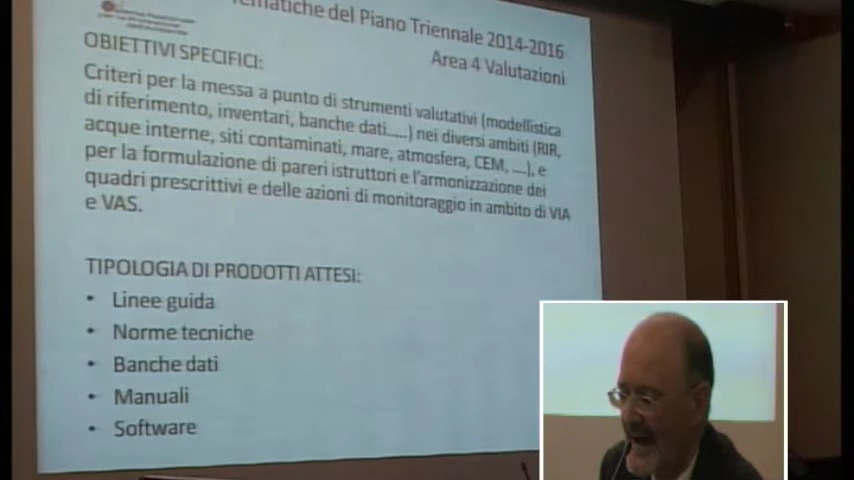 Tematiche del Piano Triennale 2014-2016
Area 4 Valutazioni
OBIETTIVI SPECIFICI:
Criteri per la messa a punto di strumenti valutativi (modellistica
di riferimento, inventari, banche dati.....) nei diversi ambiti (RIR,
acque interne, siti contaminati, mare, atmosfera, CEM, ....), e
per la formulazione di pareri istruttori e l'armonizzazione dei
quadri prescrittivi e delle azioni di monitoraggio in ambito di VIA
e VAS.
TIPOLOGIA DI PRODOTTI ATTESI:
• Linee guida
• Norme tecniche
• Banche dati
• Manuali
• Software